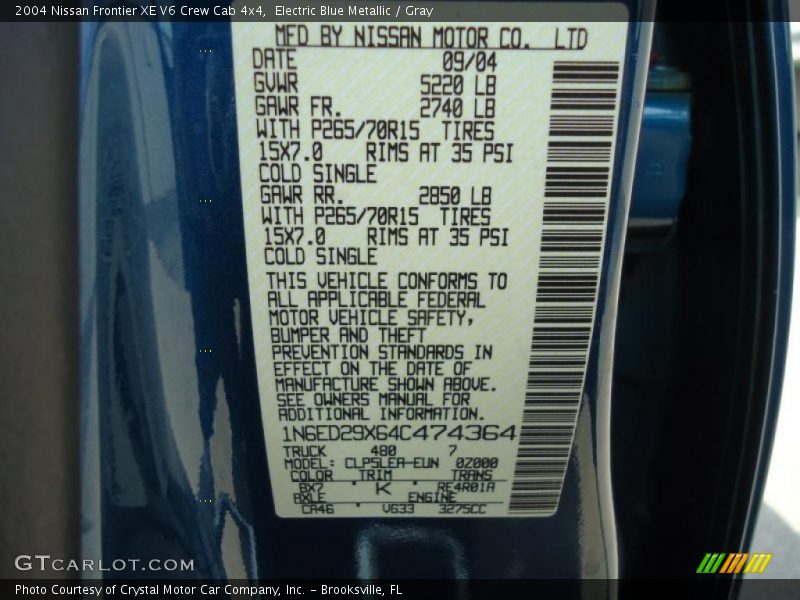 2004 Nissan Frontier XE V6 Crew Cab 4x4, Electric Blue Metallic / Gray
MFD BY NISSAN MOTOR CO. LTD
DATE 09/04
GVWR 5220 LB
GAWR FR. 2740 LB
WITH P265/70R15 TIRES
15X7.0 RIMS AT 35 PSI
COLD SINGLE
GAWR RR. 2850 LB
WITH P265/70R15 TIRES
15X7.0 RIMS AT 35 PSI
COLD SINGLE
THIS VEHICLE CONFORMS TO
ALL APPLICABLE FEDERAL
MOTOR VEHICLE SAFETY,
BUMPER AND THEFT
PREVENTION STANDARDS IN
EFFECT ON THE DATE OF
MANUFACTURE SHOWN ABOVE.
SEE OWNERS MANUAL FOR
ADDITIONAL INFORMATION.
1N6ED29X64C474364
TRUCK 480 7
MODEL: CLPSLEA-EUN 0Z000
COLOR TRIM TRANS
BX7 K RE4R01A
AXLE ENGINE
CA46 VG33 3275CC
GTCARLOT.COM
Photo Courtesy of Crystal Motor Car Company, Inc. – Brooksville, FL